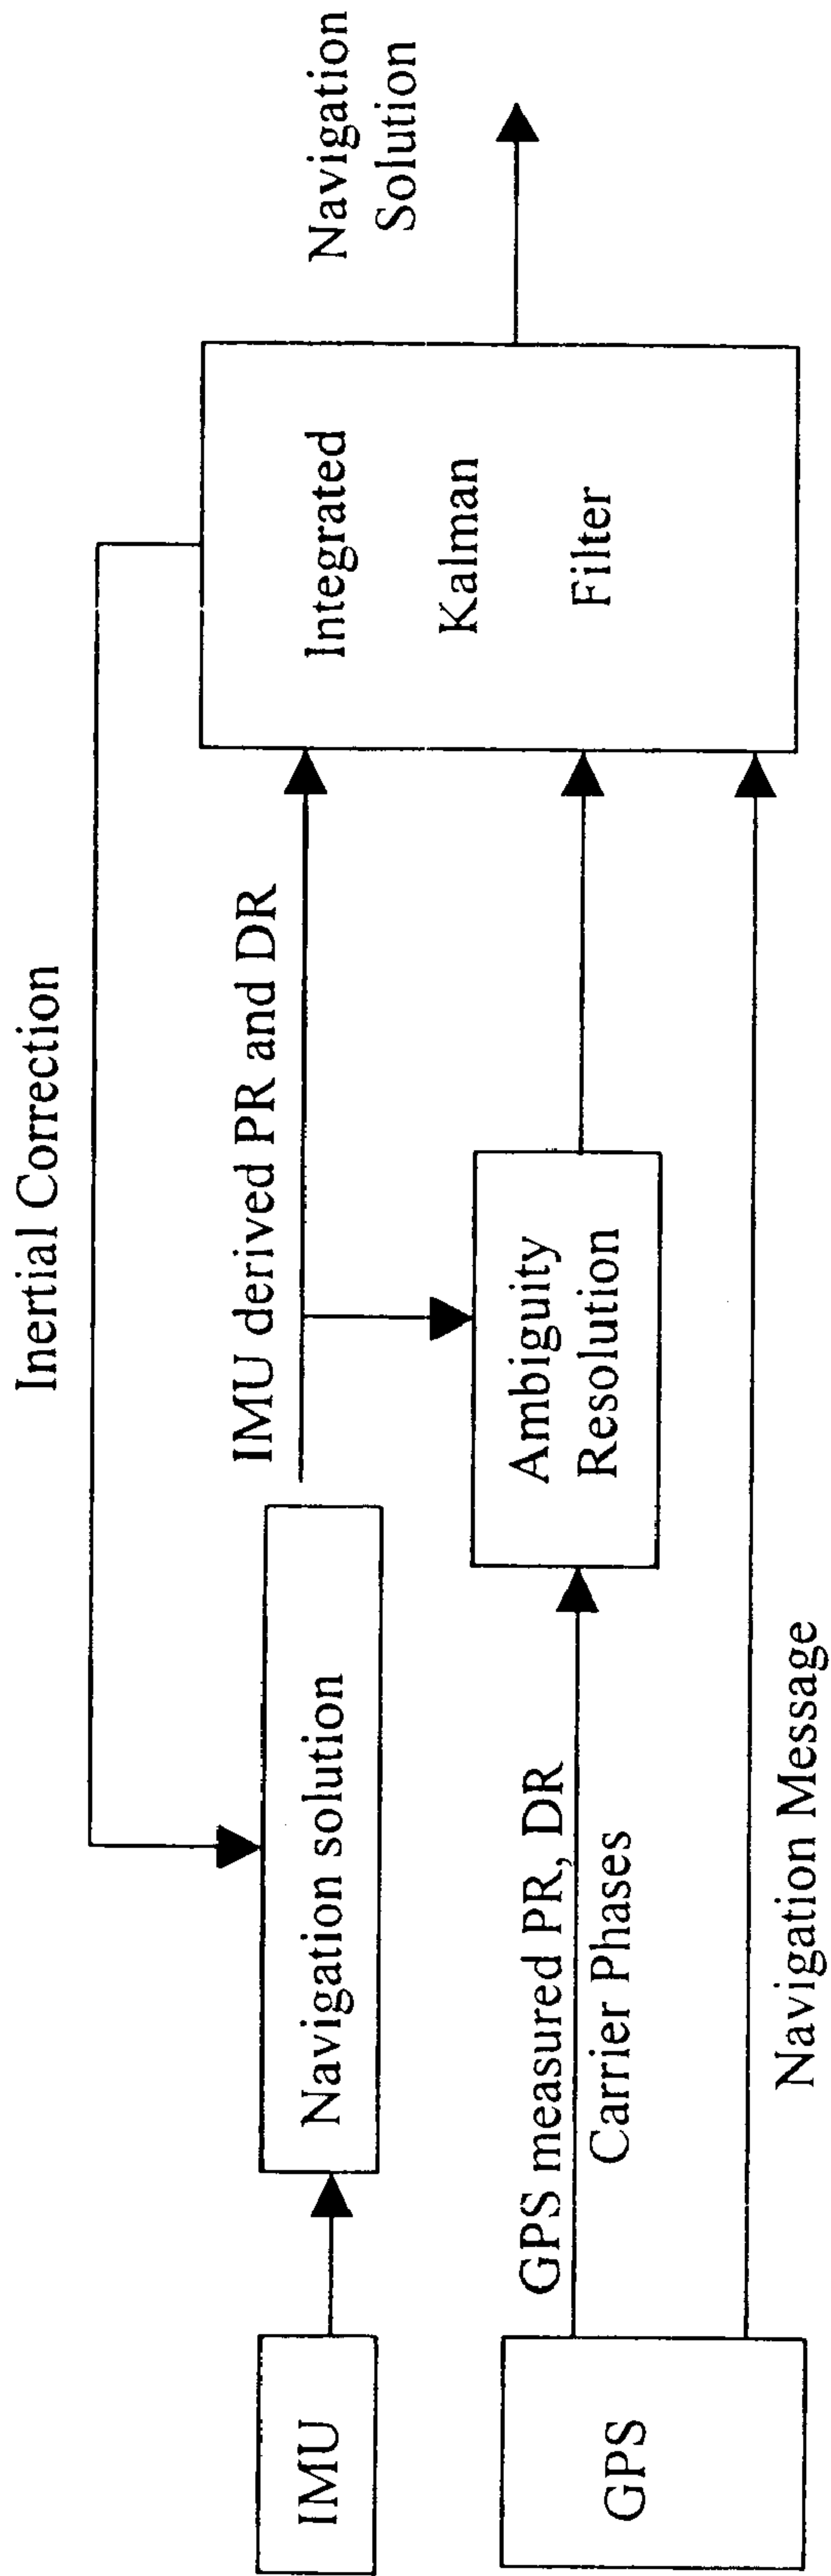 Inertial Correction
IMU
Navigation solution
IMU derived PR and DR
Integrated
Kalman
Filter
Navigation
Solution
GPS
GPS measured PR, DR
Carrier Phases
Ambiguity
Resolution
Navigation Message